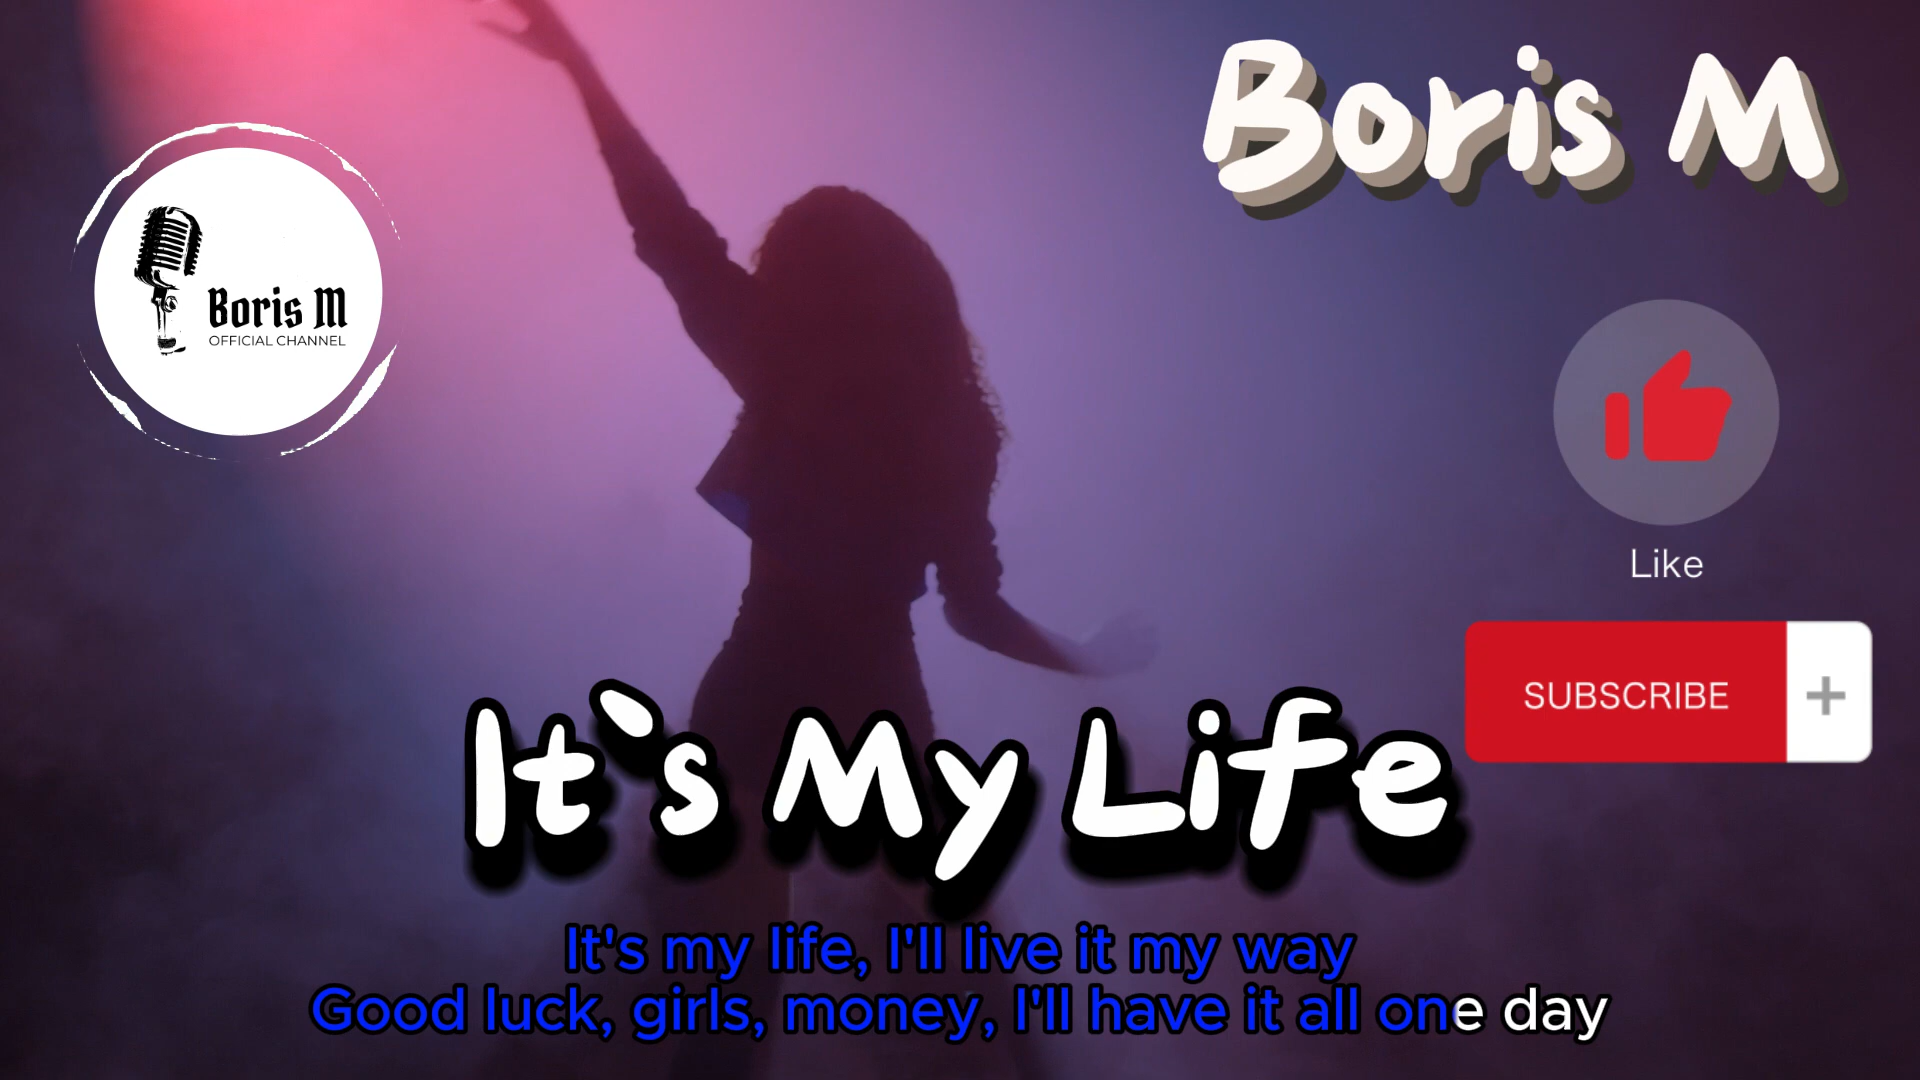 Boris M
Boris M
OFFICIAL CHANNEL
Like
SUBSCRIBE
It`s My Life
It's my life, I'll live it my way
Good luck, girls, money, I'll have it all one day